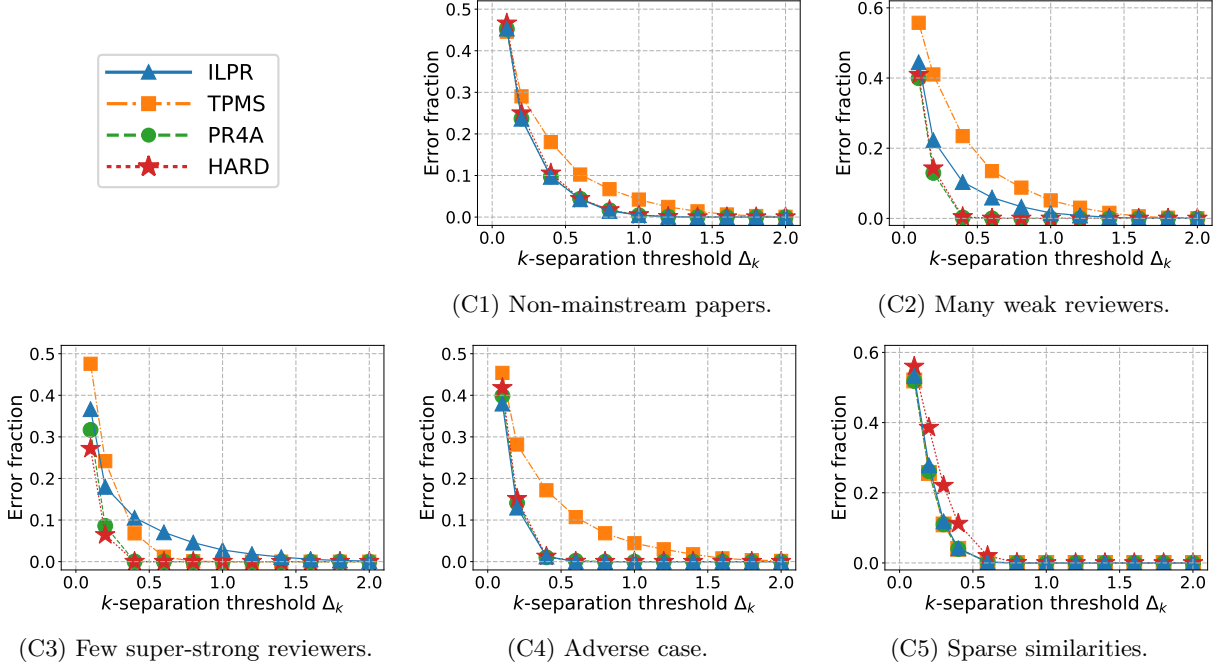 ILPR
TPMS
PR4A
HARD
0.5
0.4
0.3
0.2
0.1
0.0
Error fraction
0.0 0.5 1.0 1.5 2.0
k-separation threshold Δₖ
(C1) Non-mainstream papers.
0.6
0.4
0.2
0.0
Error fraction
0.0 0.5 1.0 1.5 2.0
k-separation threshold Δₖ
(C2) Many weak reviewers.
0.5
0.4
0.3
0.2
0.1
0.0
Error fraction
0.0 0.5 1.0 1.5 2.0
k-separation threshold Δₖ
(C3) Few super-strong reviewers.
0.5
0.4
0.3
0.2
0.1
0.0
Error fraction
0.0 0.5 1.0 1.5 2.0
k-separation threshold Δₖ
(C4) Adverse case.
0.6
0.4
0.2
0.0
Error fraction
0.0 0.5 1.0 1.5 2.0
k-separation threshold Δₖ
(C5) Sparse similarities.